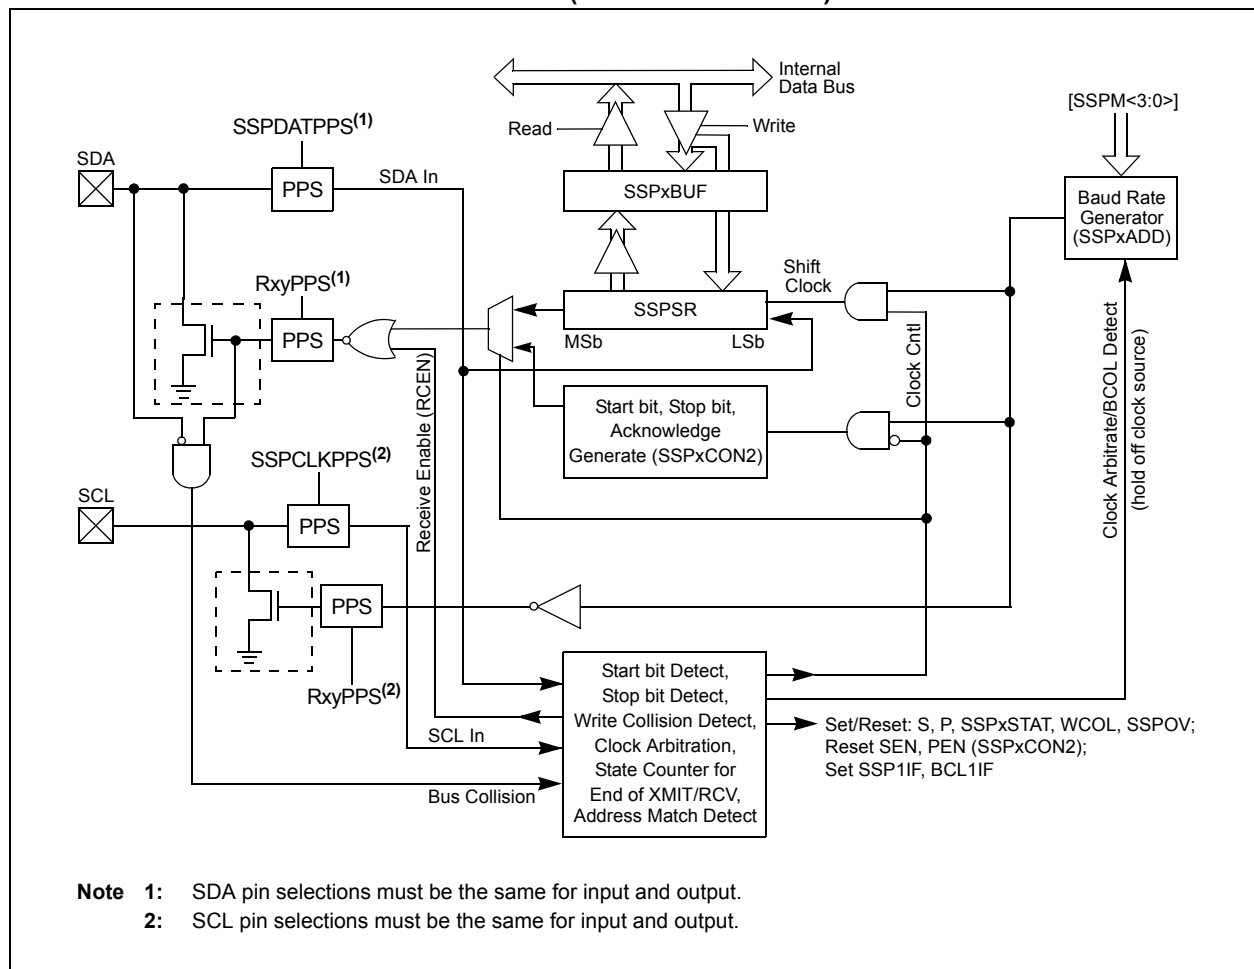 Internal
Data Bus
[SSPM<3:0>]
Read
Write
SSPDATPPS(1)
SDA
PPS
SDA In
SSPxBUF
Baud Rate
Generator
(SSPxADD)
RxyPPS(1)
Shift
Clock
PPS
SSPSR
MSb
LSb
Receive Enable (RCEN)
Clock Cntl
Clock Arbitrate/BCOL Detect
(hold off clock source)
Start bit, Stop bit,
Acknowledge
Generate (SSPxCON2)
SSPCLKPPS(2)
SCL
PPS
PPS
RxyPPS(2)
SCL In
Bus Collision
Start bit Detect,
Stop bit Detect,
Write Collision Detect,
Clock Arbitration,
State Counter for
End of XMIT/RCV,
Address Match Detect
Set/Reset: S, P, SSPxSTAT, WCOL, SSPOV;
Reset SEN, PEN (SSPxCON2);
Set SSP1IF, BCL1IF
Note 1: SDA pin selections must be the same for input and output.
2: SCL pin selections must be the same for input and output.